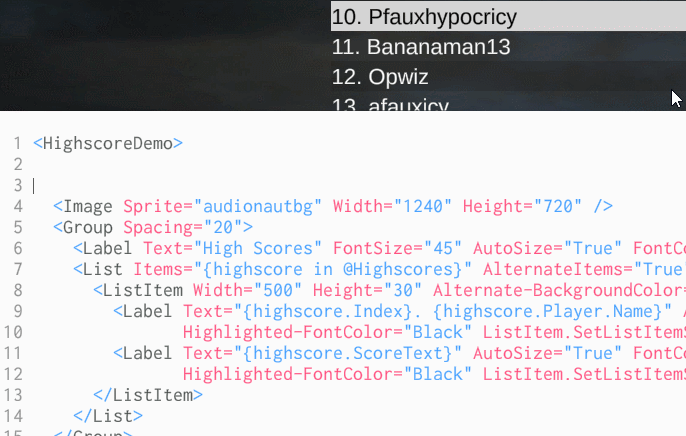 10. Pfauxhypocricy
11. Bananaman13
12. Opwiz
13. afauxicy
1 <HighscoreDemo>
2
3
4 <Image Sprite="audionautbg" Width="1240" Height="720" />
5 <Group Spacing="20">
6 <Label Text="High Scores" FontSize="45" AutoSize="True" FontCo
7 <List Items="{highscore in @Highscores}" AlternateItems="True
8 <ListItem Width="500" Height="30" Alternate-BackgroundColor=
9 <Label Text="{highscore.Index}. {highscore.Player.Name}" A
10 Highlighted-FontColor="Black" ListItem.SetListItemS
11 <Label Text="{highscore.ScoreText}" AutoSize="True" FontCo
12 Highlighted-FontColor="Black" ListItem.SetListItemS
13 </ListItem>
14 </List>
15 </Group>